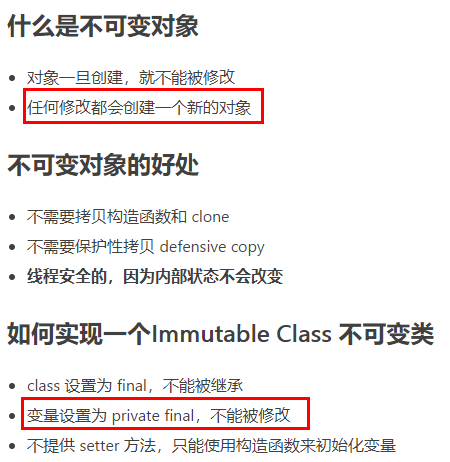 什么是不可变对象
对象一旦创建，就不能被修改
任何修改都会创建一个新的对象
不可变对象的好处
不需要拷贝构造函数和 clone
不需要保护性拷贝 defensive copy
线程安全的，因为内部状态不会改变
如何实现一个Immutable Class 不可变类
class 设置为 final，不能被继承
变量设置为 private final，不能被修改
不提供 setter 方法，只能使用构造函数来初始化变量